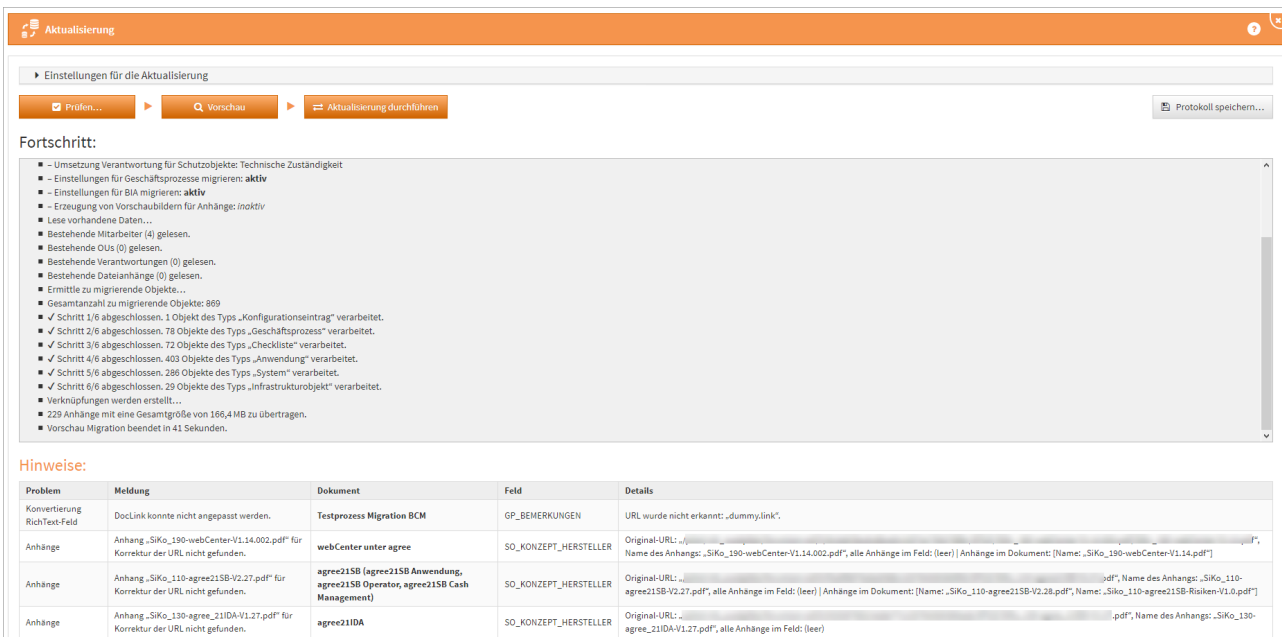 Aktualisierung
?
Einstellungen für die Aktualisierung
Prüfen...
Vorschau
Aktualisierung durchführen
Protokoll speichern...
Fortschritt:
– Umsetzung Verantwortung für Schutzobjekte: Technische Zuständigkeit
– Einstellungen für Geschäftsprozesse migrieren: aktiv
– Einstellungen für BIA migrieren: aktiv
– Erzeugung von Vorschaubildern für Anhänge: inaktiv
Lese vorhandene Daten…
Bestehende Mitarbeiter (4) gelesen.
Bestehende OUs (0) gelesen.
Bestehende Verantwortungen (0) gelesen.
Bestehende Dateianhänge (0) gelesen.
Ermittle zu migrierende Objekte…
Gesamtanzahl zu migrierende Objekte: 869
✓ Schritt 1/6 abgeschlossen. 1 Objekt des Typs „Konfigurationseintrag“ verarbeitet.
✓ Schritt 2/6 abgeschlossen. 78 Objekte des Typs „Geschäftsprozess“ verarbeitet.
✓ Schritt 3/6 abgeschlossen. 72 Objekte des Typs „Checkliste“ verarbeitet.
✓ Schritt 4/6 abgeschlossen. 403 Objekte des Typs „Anwendung“ verarbeitet.
✓ Schritt 5/6 abgeschlossen. 286 Objekte des Typs „System“ verarbeitet.
✓ Schritt 6/6 abgeschlossen. 29 Objekte des Typs „Infrastrukturobjekt“ verarbeitet.
Verknüpfungen werden erstellt…
229 Anhänge mit eine Gesamtgröße von 166,4 MB zu übertragen.
Vorschau Migration beendet in 41 Sekunden.
Hinweise:
Problem Meldung Dokument Feld Details
Konvertierung
RichText-Feld
DocLink konnte nicht angepasst werden.
Testprozess Migration BCM
GP_BEMERKUNGEN
URL wurde nicht erkannt: „dummy.link“.
Anhänge
Anhang „SiKo_190-webCenter-V1.14.002.pdf“ für
Korrektur der URL nicht gefunden.
webCenter unter agree
SO_KONZEPT_HERSTELLER
Original-URL: „/ f“,
Name des Anhangs: „SiKo_190-webCenter-V1.14.002.pdf“, alle Anhänge im Feld: (leer) | Anhänge im Dokument: [Name: „SiKo_190-webCenter-V1.14.pdf“]
Anhänge
Anhang „SiKo_110-agree21SB-V2.27.pdf“ für
Korrektur der URL nicht gefunden.
agree21SB (agree21SB Anwendung,
agree21SB Operator, agree21SB Cash
Management)
SO_KONZEPT_HERSTELLER
Original-URL: „ pdf“, Name des Anhangs: „SiKo_110-
agree21SB-V2.27.pdf“, alle Anhänge im Feld: (leer) | Anhänge im Dokument: [Name: „SiKo_110-agree21SB-V2.28.pdf“, Name: „Siko_110-agree21SB-Risiken-V1.0.pdf“]
Anhänge
Anhang „SiKo_130-agree_21IDA-V1.27.pdf“ für
Korrektur der URL nicht gefunden.
agree21IDA
SO_KONZEPT_HERSTELLER
Original-URL: „ .pdf“, Name des Anhangs: „SiKo_130-
agree_21IDA-V1.27.pdf“, alle Anhänge im Feld: (leer)